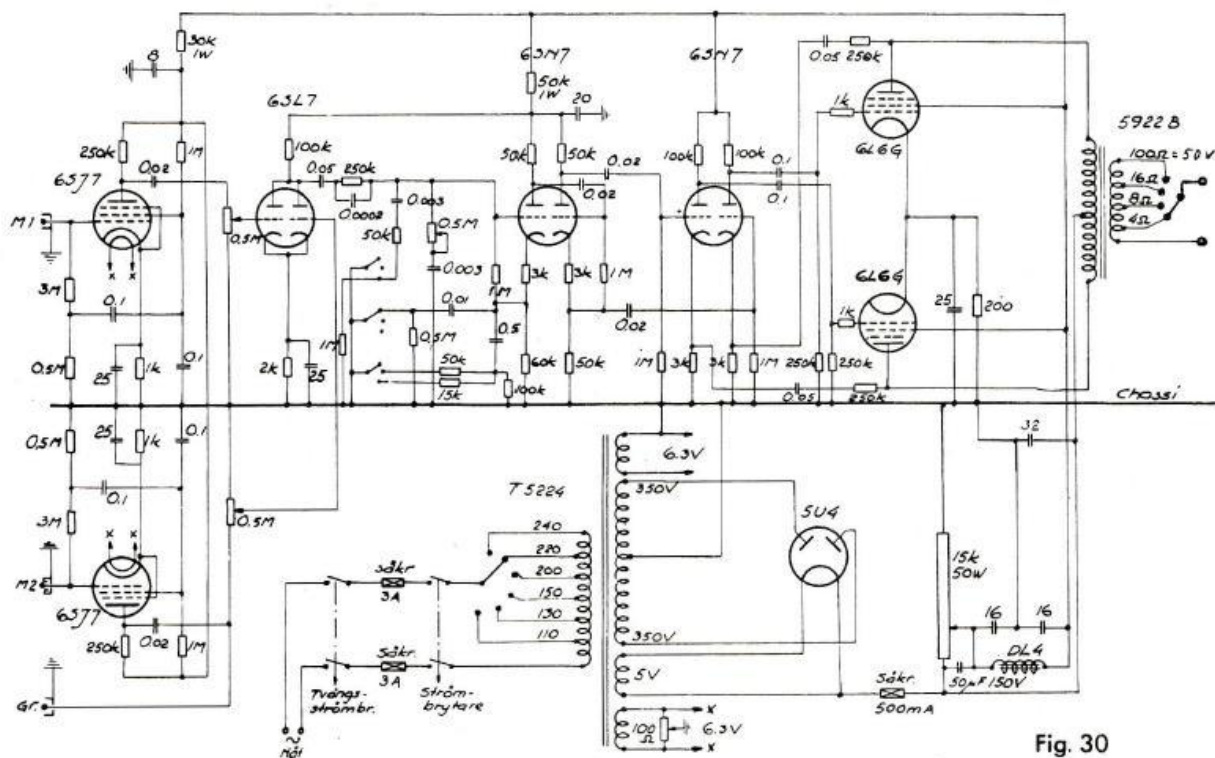 30k
1W
8
6SN7
6SN7
0.05
250k
50k
1W
20
6SL7
5922B
250k
1M
100k
0.05
250k
50k
50k
0.02
100k
100k
1k
6L6G
100Ω=50V
0.02
0.1
16Ω
6SJ7
0.0002
0.003
0.02
0.1
8Ω
M1
0.5M
50k
0.5M
4Ω
x
x
0.003
3k
3k
1M
6L6G
3M
0.1
1M
0.01
0.02
1k
25
200
0.5M
0.5
0.5M
25
1k
0.1
2k
25
1M
50k
60k
50k
1M
3k
3k
1M
250k
250k
15k
100k
0.05
250k
Chassi
0.5M
25
1k
0.1
32
6.3V
0.1
T5224
350V
3M
0.5M
240
5U4
x
x
220
15k
50W
M2
Säkr.
200
3A
150
6SJ7
130
16
16
0.02
110
350V
250k
1M
Säkr.
DL4
3A
5V
Säkr.
50µF
150V
Gr.
Tvångs-
strömbr.
Ström-
brytare
500mA
x
100
Ω
6.3V
x
~
Nät
Fig. 30